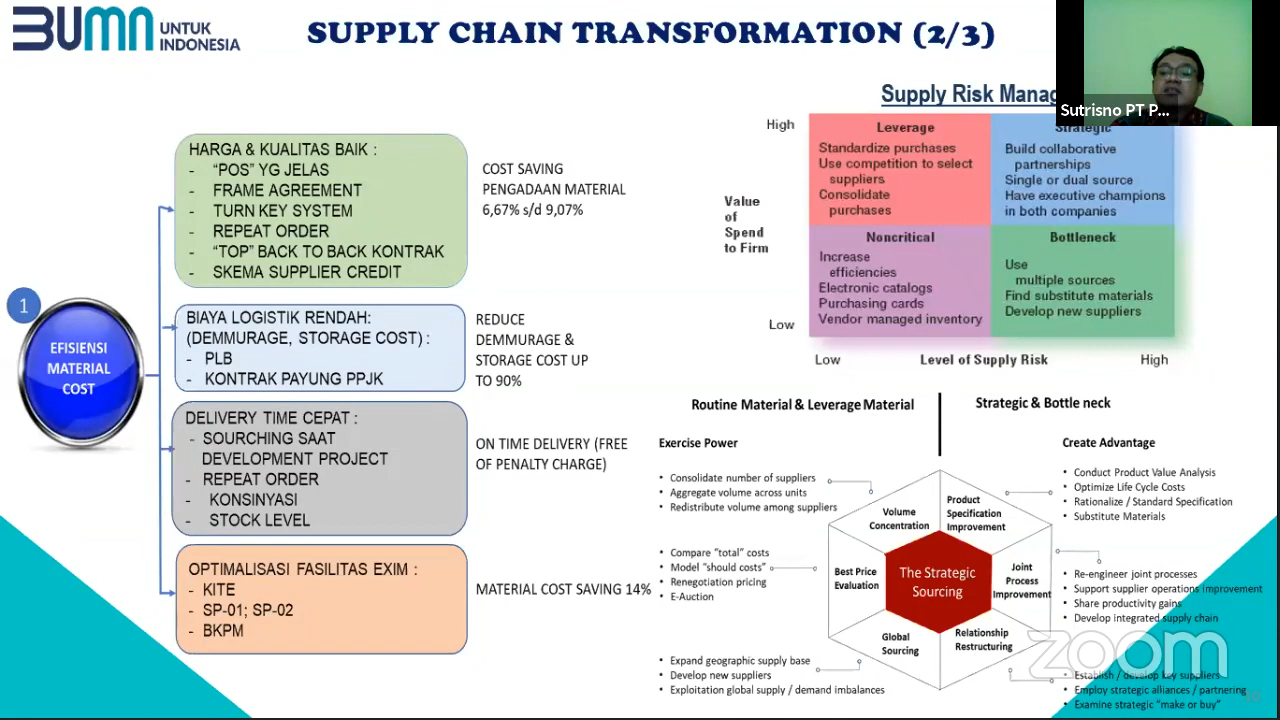 BUMN UNTUK
INDONESIA
SUPPLY CHAIN TRANSFORMATION (2/3)
Sutrisno PT P...
1
EFISIENSI
MATERIAL
COST
HARGA & KUALITAS BAIK :
- “POS” YG JELAS
- FRAME AGREEMENT
- TURN KEY SYSTEM
- REPEAT ORDER
- “TOP” BACK TO BACK KONTRAK
- SKEMA SUPPLIER CREDIT
COST SAVING
PENGADAAN MATERIAL
6,67% s/d 9,07%
BIAYA LOGISTIK RENDAH:
(DEMMURAGE, STORAGE COST) :
- PLB
- KONTRAK PAYUNG PPJK
REDUCE
DEMMURAGE &
STORAGE COST UP
TO 90%
DELIVERY TIME CEPAT :
- SOURCHING SAAT
DEVELOPMENT PROJECT
- REPEAT ORDER
- KONSINYASI
- STOCK LEVEL
ON TIME DELIVERY (FREE
OF PENALTY CHARGE)
OPTIMALISASI FASILITAS EXIM :
- KITE
- SP-01; SP-02
- BKPM
MATERIAL COST SAVING 14%
Supply Risk Manag
High
Value
of
Spend
to Firm
Low
Leverage
Standardize purchases
Use competition to select
suppliers
Consolidate
purchases
Strategic
Build collaborative
partnerships
Single or dual source
Have executive champions
in both companies
Noncritical
Increase
efficiencies
Electronic catalogs
Purchasing cards
Vendor managed inventory
Bottleneck
Use
multiple sources
Find substitute materials
Develop new suppliers
Low Level of Supply Risk High
Routine Material & Leverage Material
Strategic & Bottle neck
Exercise Power
• Consolidate number of suppliers
• Aggregate volume across units
• Redistribute volume among suppliers
• Compare “total” costs
• Model “should costs”
• Renegotiation pricing
• E-Auction
• Expand geographic supply base
• Develop new suppliers
• Exploitation global supply / demand imbalances
Volume
Concentration
Product
Specification
Improvement
Best Price
Evaluation
The Strategic
Sourcing
Joint
Process
Improvement
Global
Sourcing
Relationship
Restructuring
Create Advantage
• Conduct Product Value Analysis
• Optimize Life Cycle Costs
• Rationalize / Standard Specification
• Substitute Materials
• Re-engineer joint processes
• Support supplier operations improvement
• Share productivity gains
• Develop integrated supply chain
• Establish / develop key suppliers
• Employ strategic alliances / partnering
• Examine strategic “make or buy”
zoom